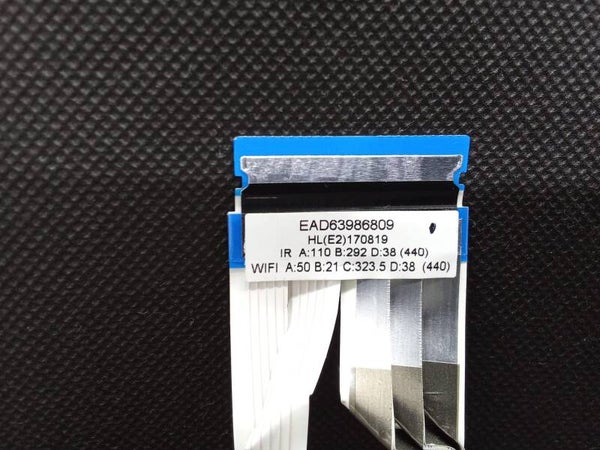 EAD63986809
HL(E2)170819
IR A:110 B:292 D:38 (440)
WIFI A:50 B:21 C:323.5 D:38 (440)